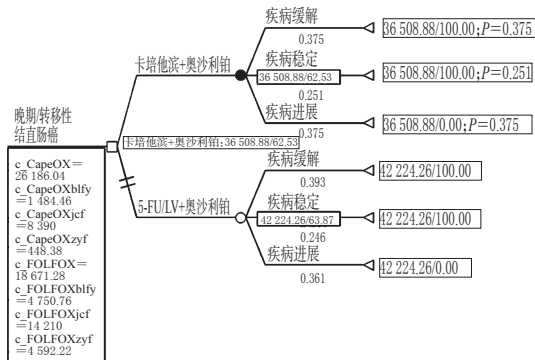 疾病缓解
36 508.88/100.00;P=0.375
0.375
卡培他滨+奥沙利铂
疾病稳定
36 508.88/62.53
36 508.88/100.00;P=0.251
0.251
疾病进展
36 508.88/0.00;P=0.375
0.375
晚期/转移性
结直肠癌
卡培他滨+奥沙利铂:36 508.88/62.53
c_CapeOX=
26 186.04
c_CapeOXblfy
=1 484.46
c_CapeOXjcf
=8 390
c_CapeOXzyf
=448.38
c_FOLFOX=
18 671.28
c_FOLFOXblfy
=4 750.76
c_FOLFOXjcf
=14 210
c_FOLFOXzyf
=4 592.22
疾病缓解
42 224.26/100.00
0.393
5-FU/LV+奥沙利铂
疾病稳定
42 224.26/63.87
42 224.26/100.00
0.246
疾病进展
42 224.26/0.00
0.361